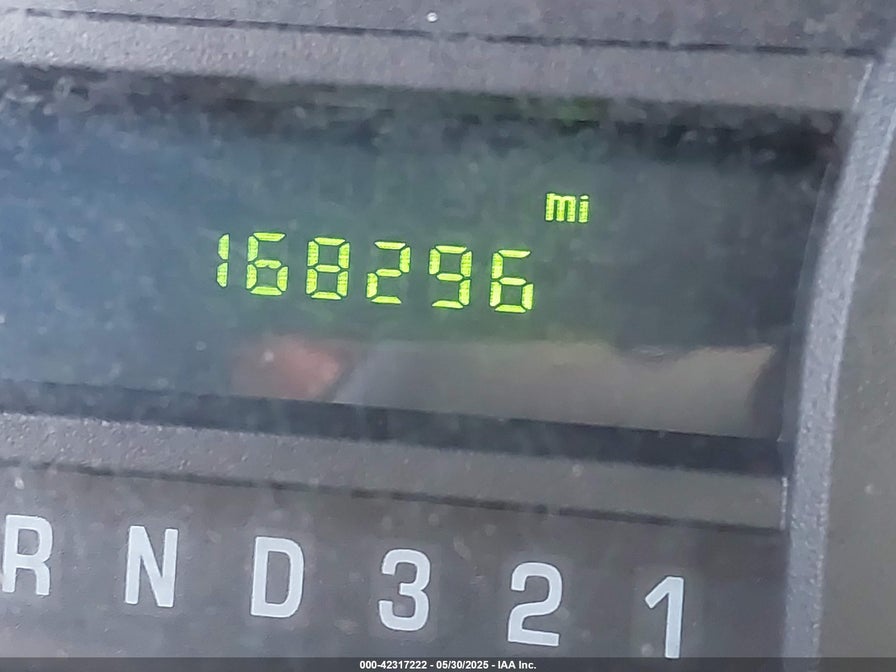 mi
168296
R N D 3 2 1
000-42317222 - 05/30/2025 - IAA Inc.